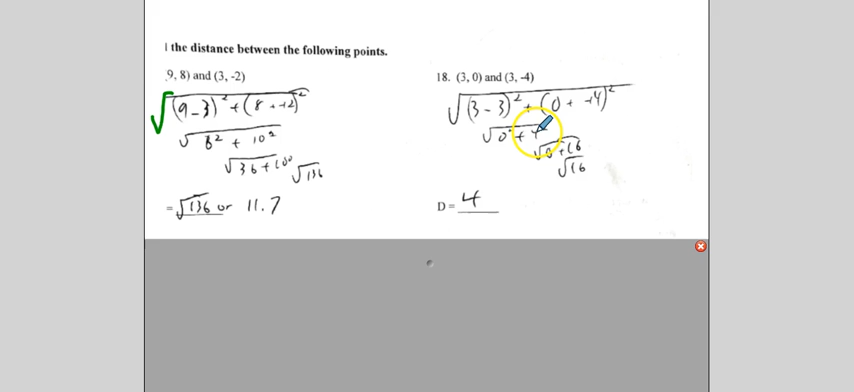 l the distance between the following points.
9, 8) and (3, -2)
√(9-3)² + (8 + +2)²
√6² + 10²
√36+100
√136
= √136 or 11.7
18. (3, 0) and (3, -4)
√(3-3)² + (0 + +4)²
√0² + 4
√0²+16
√16
D = 4